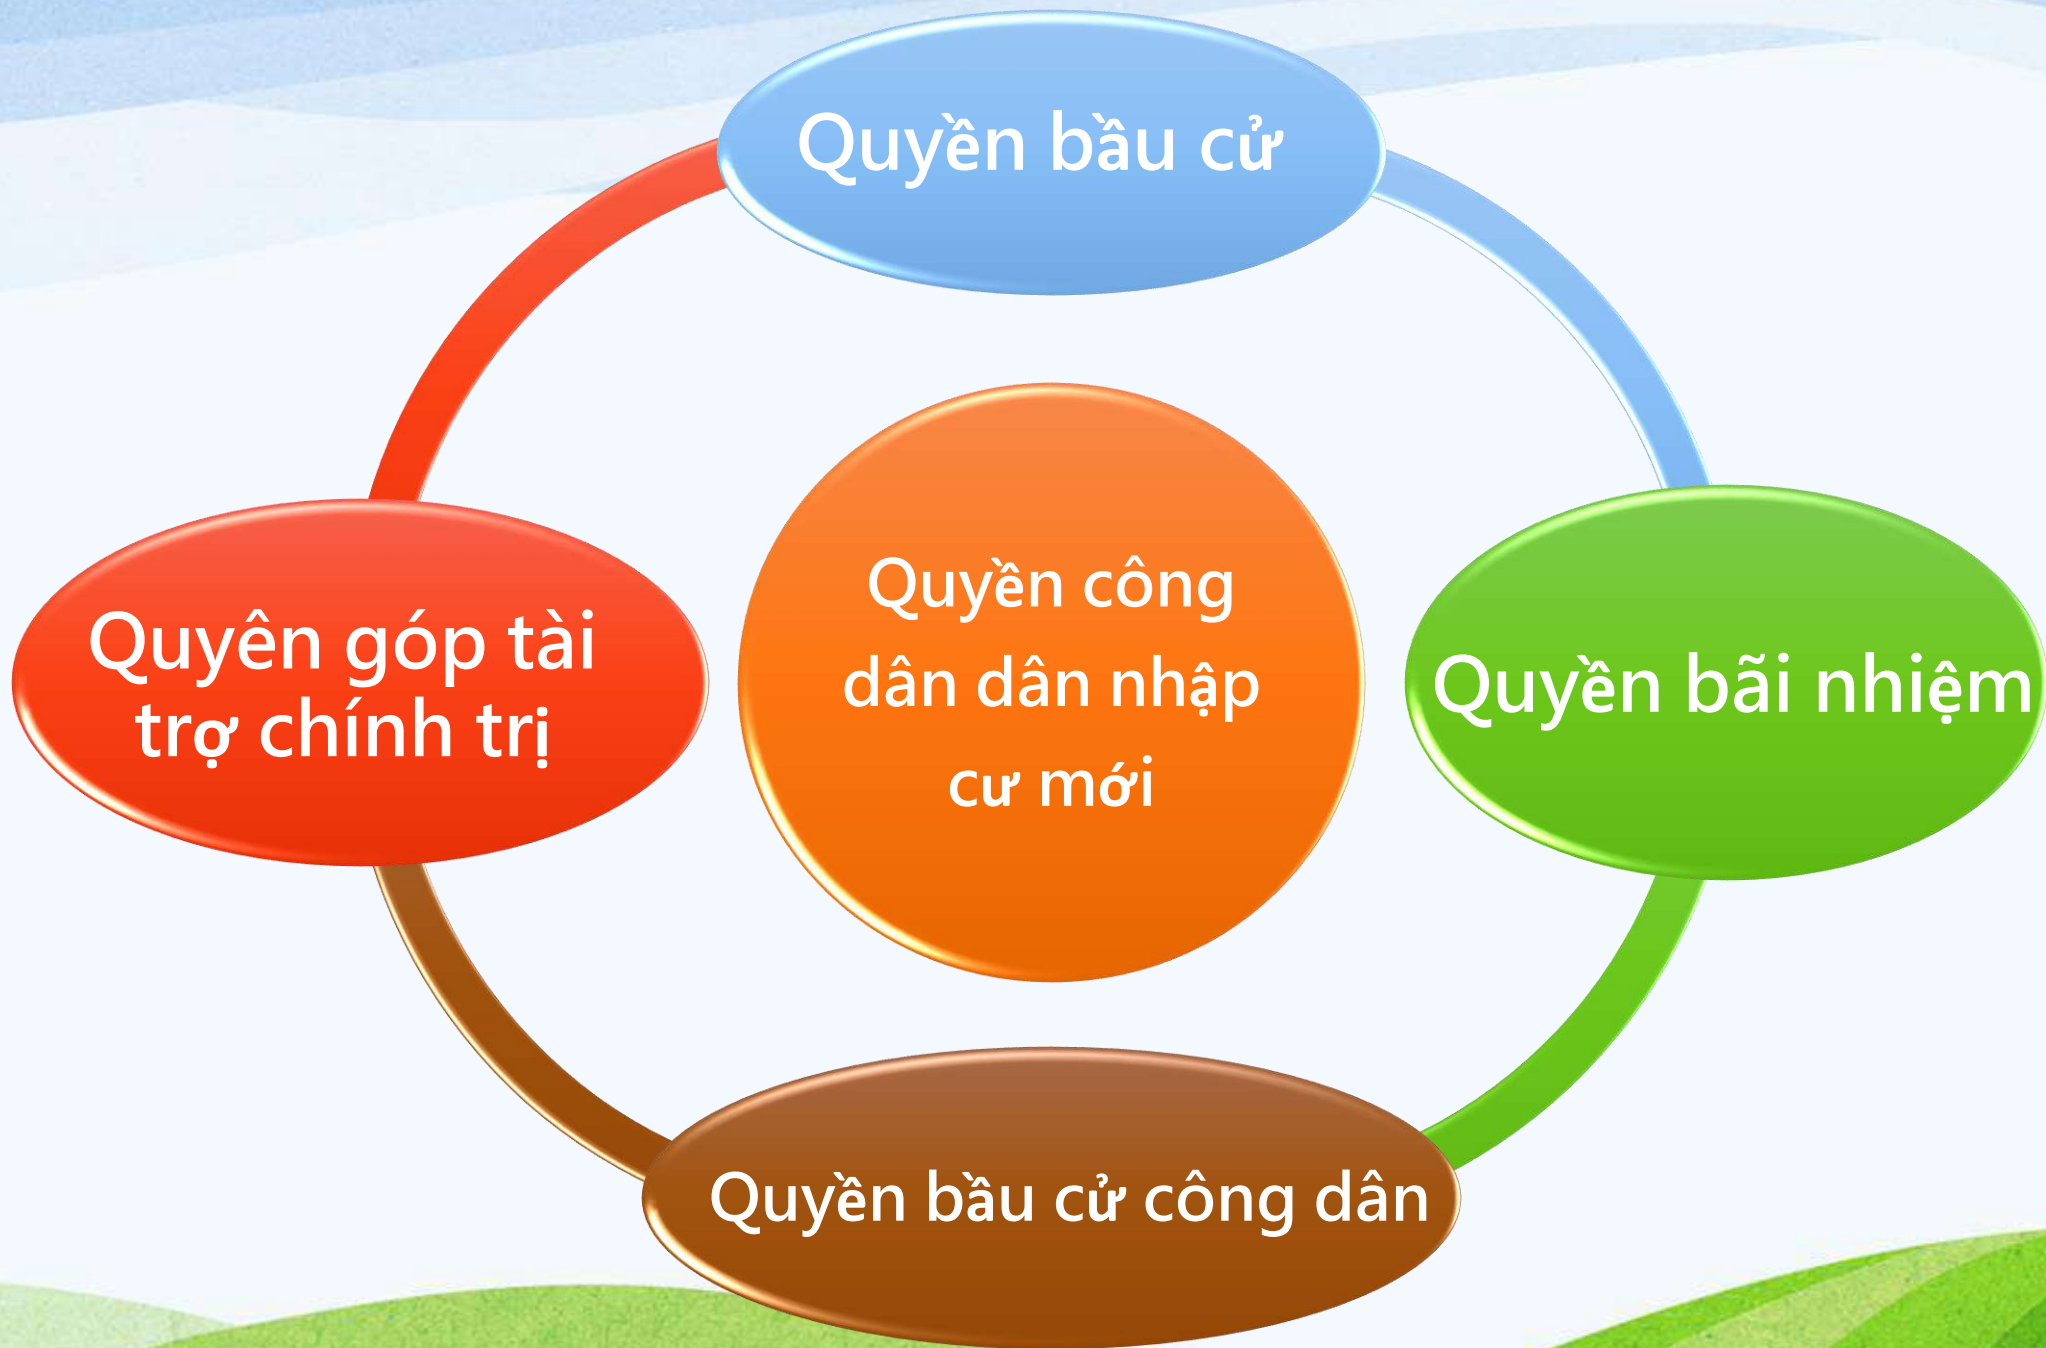 Quyền bầu cử
Quyên góp tài
trợ chính trị
Quyền công
dân dân nhập
cư mới
Quyền bãi nhiệm
Quyền bầu cử công dân